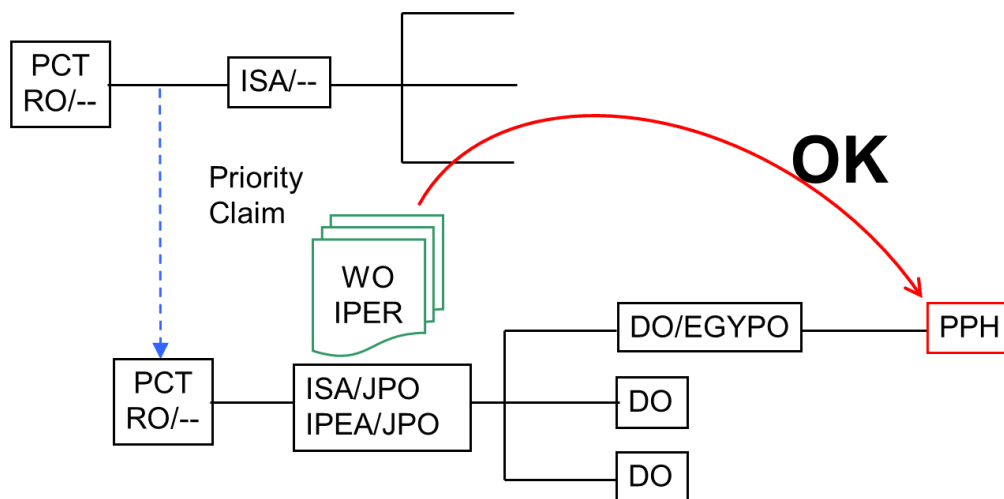 PCT
RO/--
ISA/--
OK
Priority
Claim
WO
IPER
DO/EGYPO
PPH
PCT
RO/--
ISA/JPO
IPEA/JPO
DO
DO